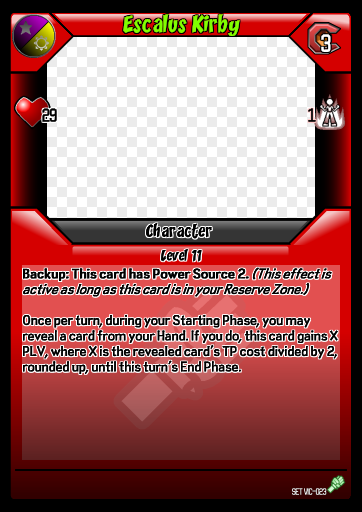 Escalus Kirby
3
29
1
Character
Level 11
Backup: This card has Power Source 2. (This effect is
active as long as this card is in your Reserve Zone.)
Once per turn, during your Starting Phase, you may
reveal a card from your Hand. If you do, this card gains X
PLV, where X is the revealed card's TP cost divided by 2,
rounded up, until this turn's End Phase.
SET VIC-023